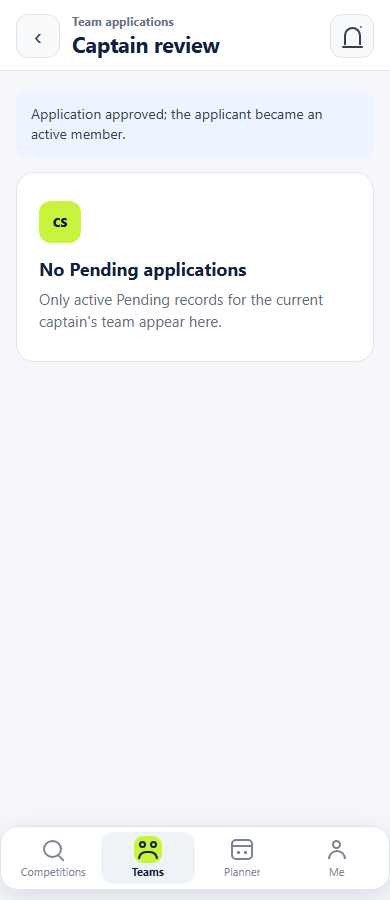 Team applications
Captain review
Application approved; the applicant became an
active member.
CS
No Pending applications
Only active Pending records for the current
captain's team appear here.
Competitions
Teams
Planner
Me